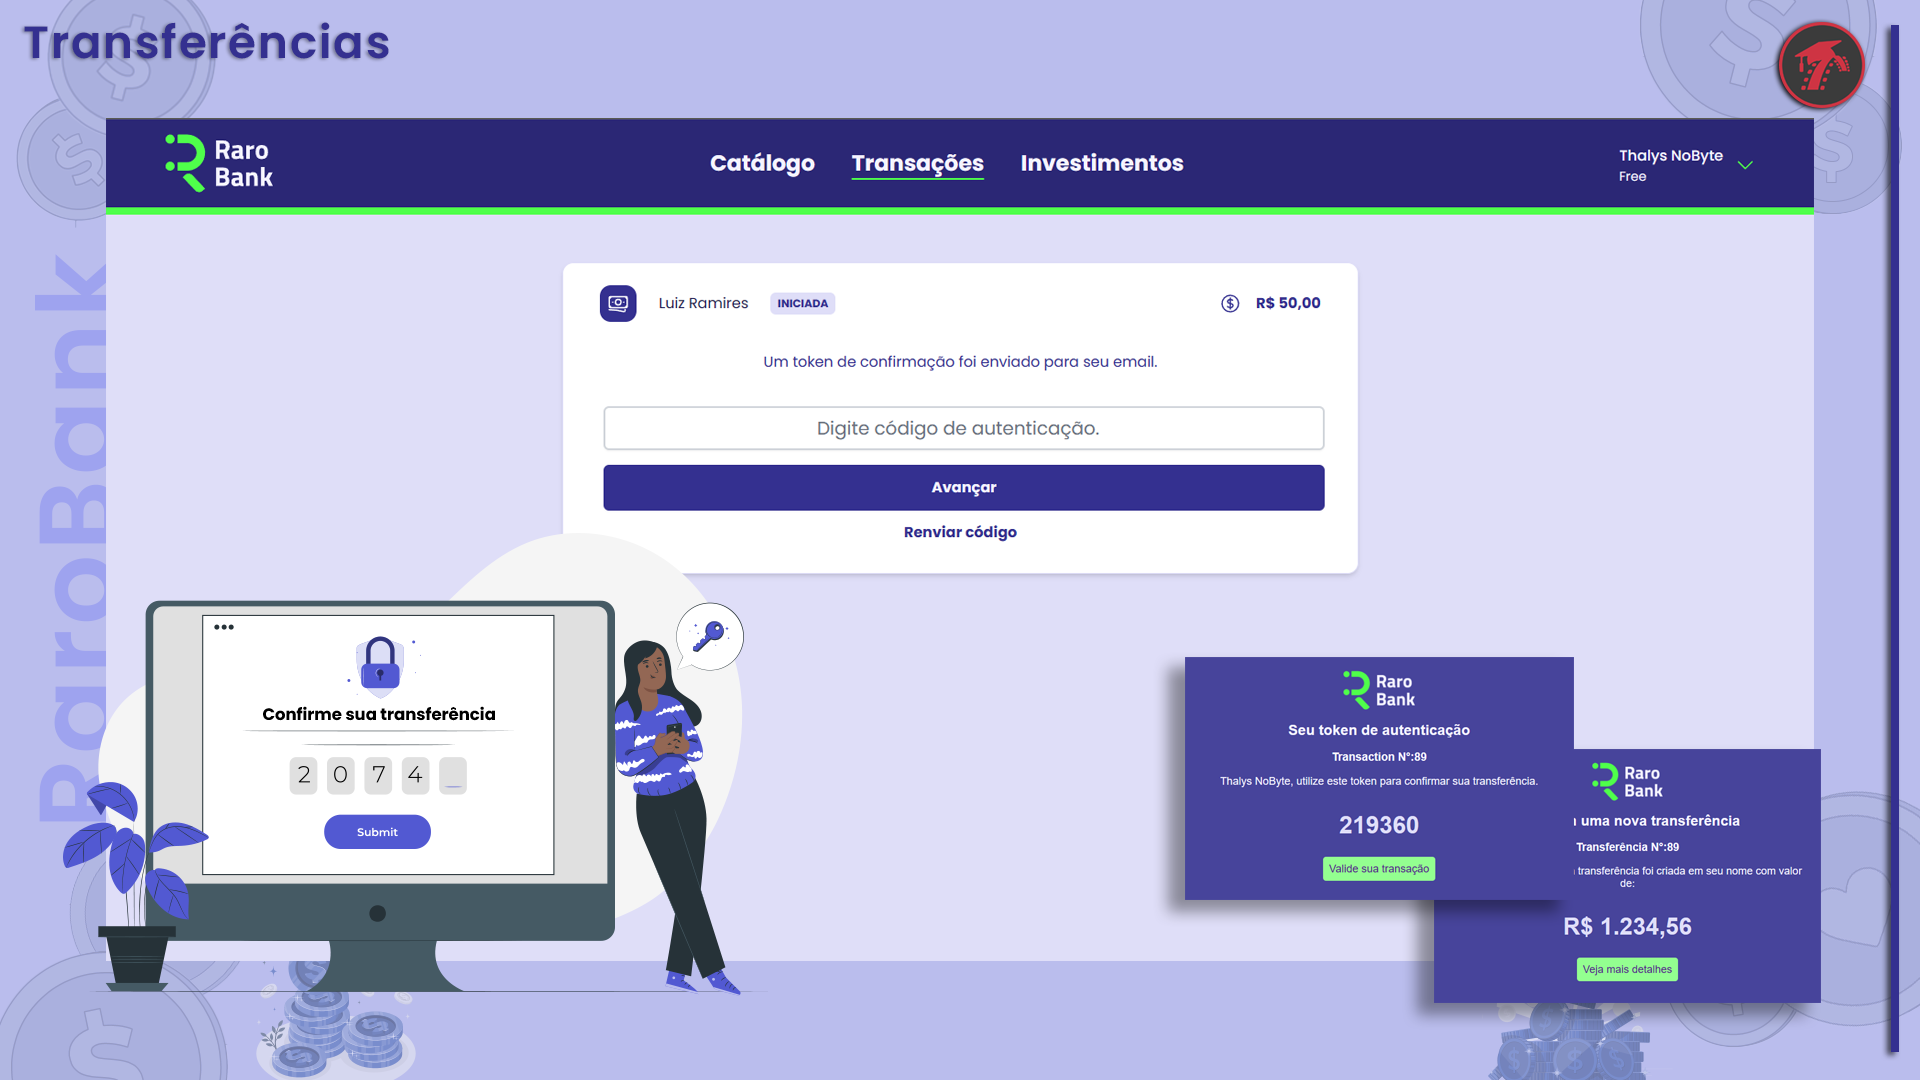 Transferências
RaroBank
Raro
Bank
Catálogo
Transações
Investimentos
Thalys NoByte
Free
Luiz Ramires
INICIADA
R$ 50,00
Um token de confirmação foi enviado para seu email.
Digite código de autenticação.
Avançar
Renviar código
Confirme sua transferência
2 0 7 4 _
Submit
Raro
Bank
Seu token de autenticação
Transaction N°:89
Thalys NoByte, utilize este token para confirmar sua transferência.
219360
Valide sua transação
Raro
Bank
uma nova transferência
Transferência N°:89
transferência foi criada em seu nome com valor
de:
R$ 1.234,56
Veja mais detalhes